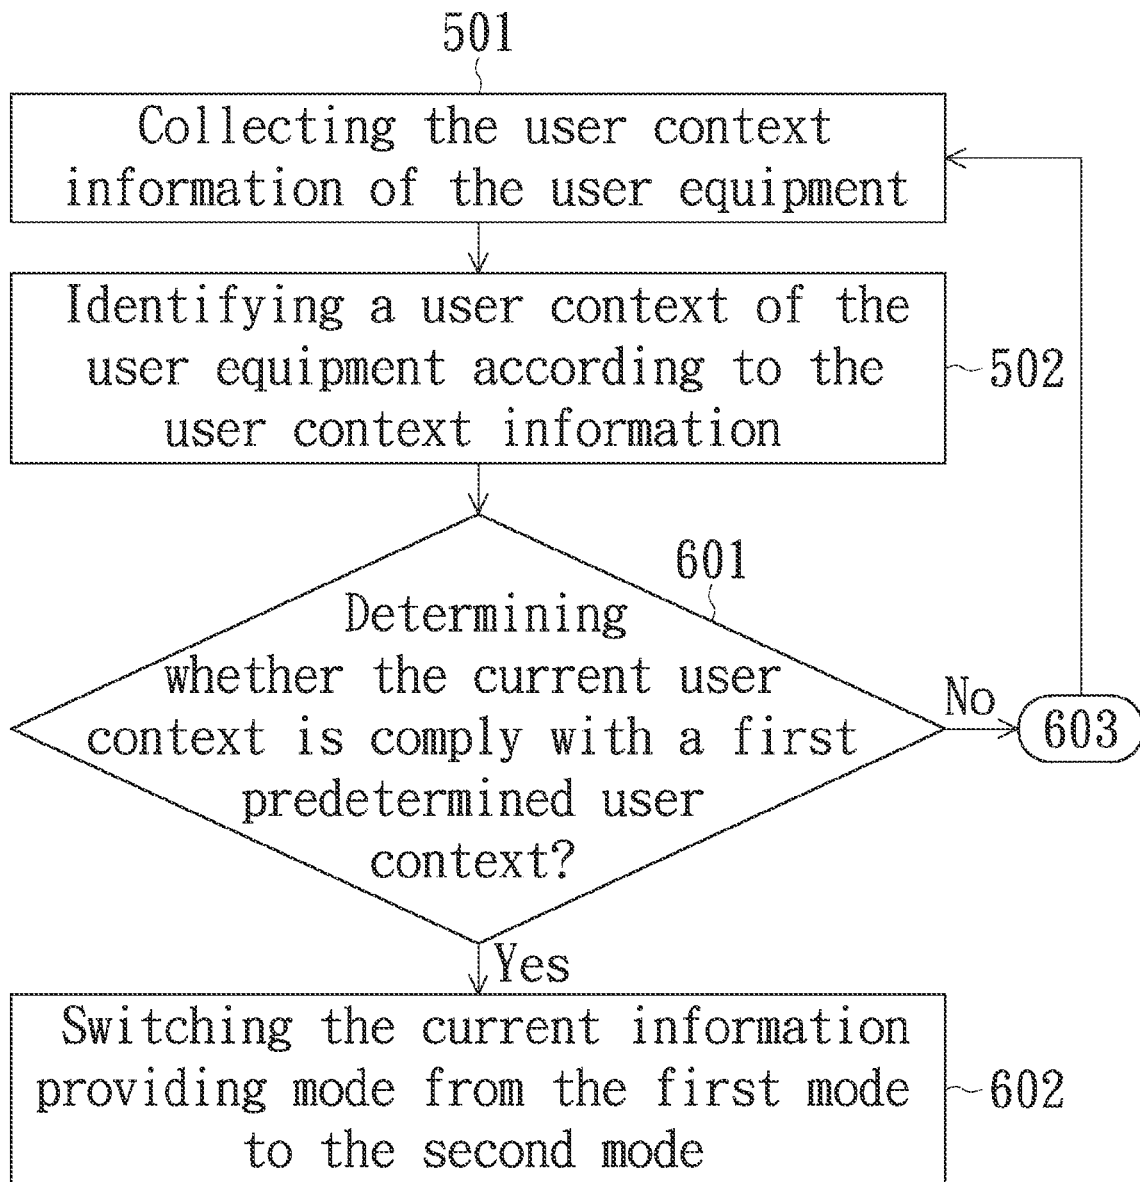 501
Collecting the user context
information of the user equipment
Identifying a user context of the
user equipment according to the
user context information
502
601
Determining
whether the current user
context is comply with a first
predetermined user
context?
No
603
Yes
Switching the current information
providing mode from the first mode
to the second mode
602